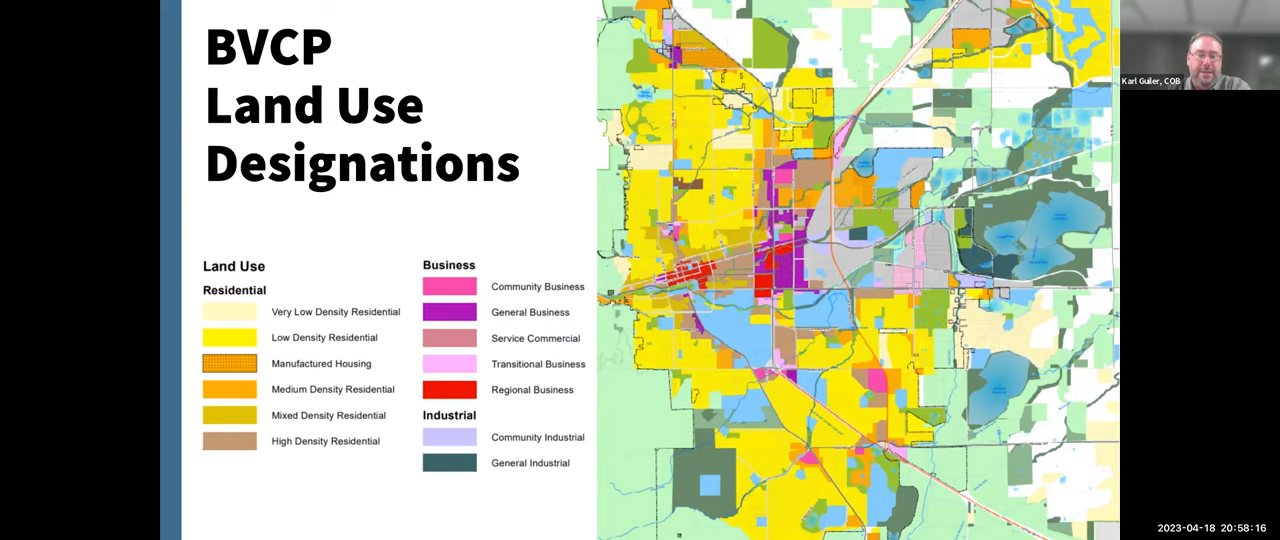 BVCP
Land Use
Designations
Land Use
Residential
Very Low Density Residential
Low Density Residential
Manufactured Housing
Medium Density Residential
Mixed Density Residential
High Density Residential
Business
Community Business
General Business
Service Commercial
Transitional Business
Regional Business
Industrial
Community Industrial
General Industrial
Karl Guiler, COB
2023-04-18 20:58:16